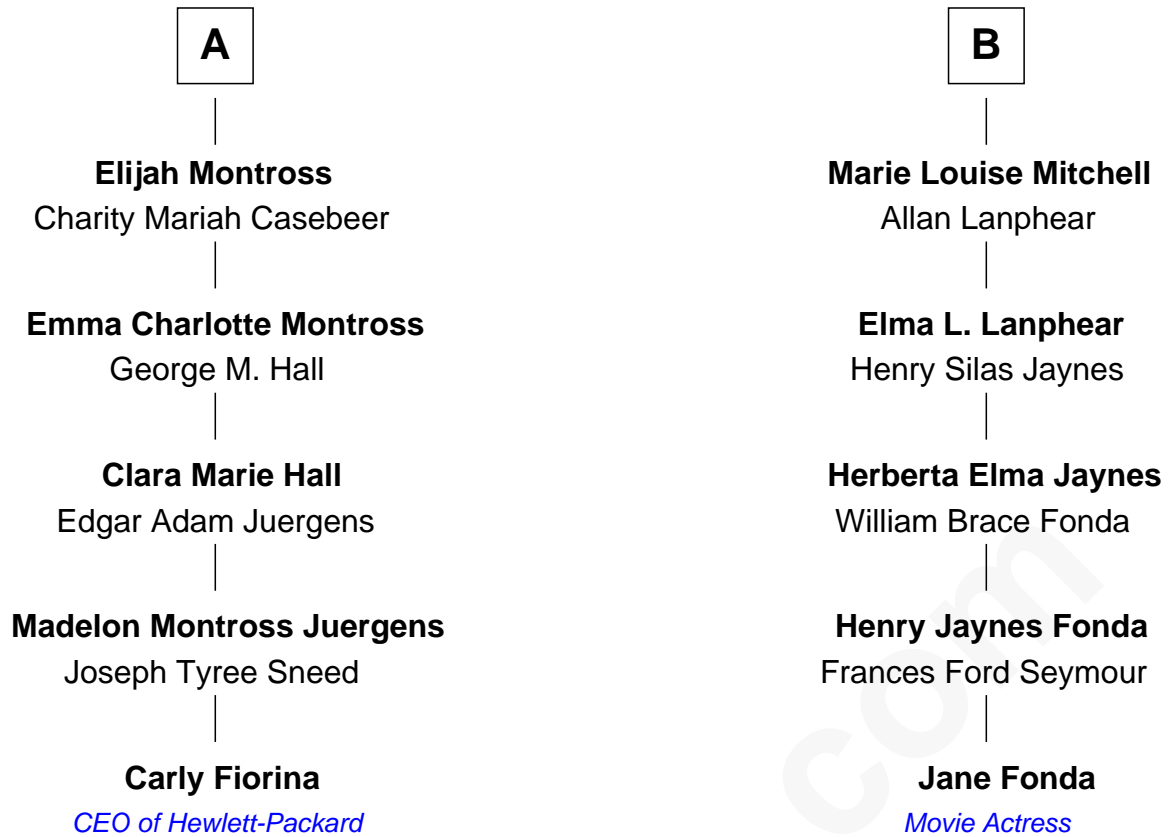 A
Elijah Montross
Charity Mariah Casebeer
Emma Charlotte Montross
George M. Hall
Clara Marie Hall
Edgar Adam Juergens
Madelon Montross Juergens
Joseph Tyree Sneed
Carly Fiorina
CEO of Hewlett-Packard
B
Marie Louise Mitchell
Allan Lanphear
Elma L. Lanphear
Henry Silas Jaynes
Herberta Elma Jaynes
William Brace Fonda
Henry Jaynes Fonda
Frances Ford Seymour
Jane Fonda
Movie Actress
com